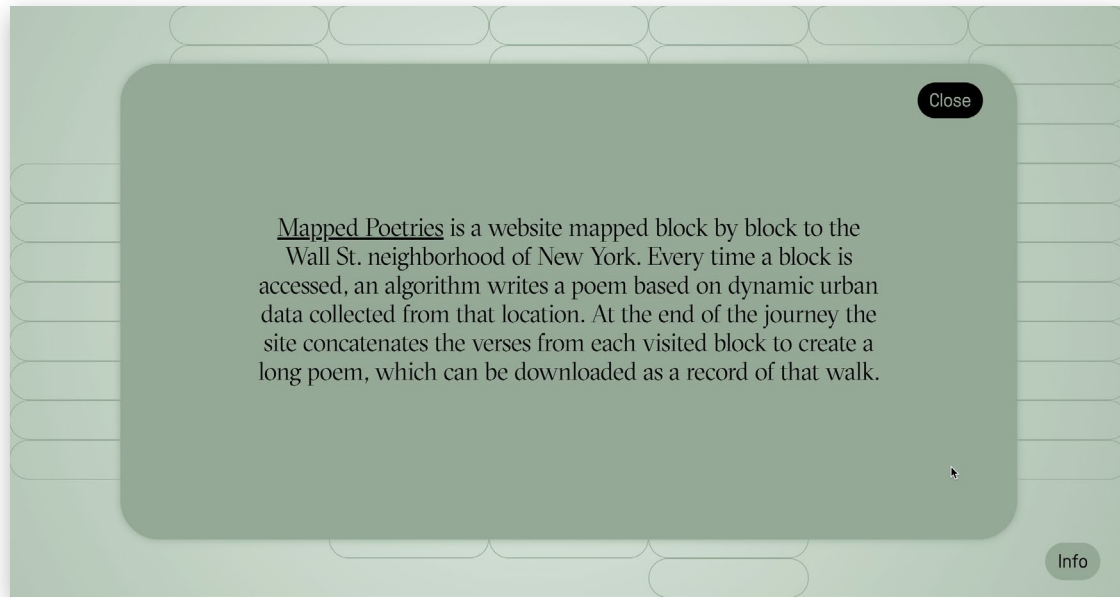 Close
Mapped Poetries is a website mapped block by block to the
Wall St. neighborhood of New York. Every time a block is
accessed, an algorithm writes a poem based on dynamic urban
data collected from that location. At the end of the journey the
site concatenates the verses from each visited block to create a
long poem, which can be downloaded as a record of that walk.
Info